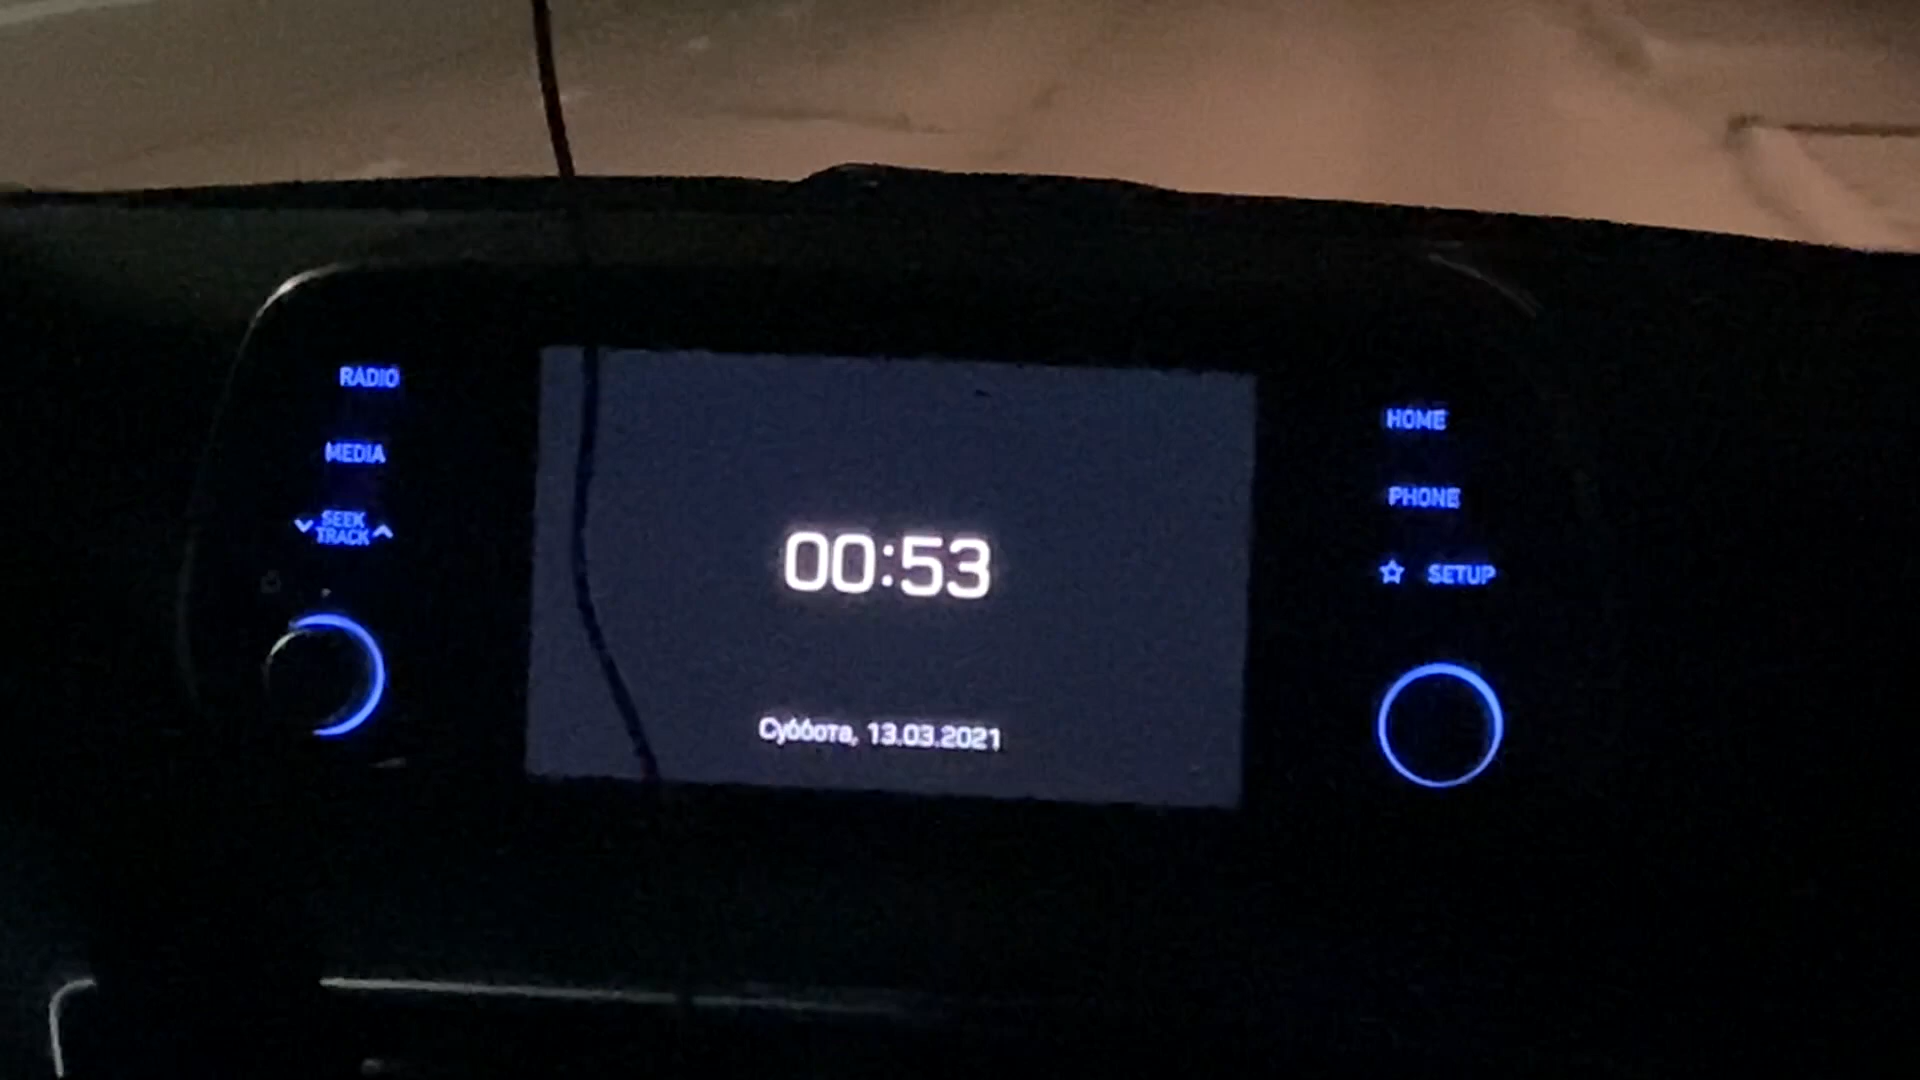 RADIO
MEDIA
SEEK
TRACK
00:53
Суббота, 13.03.2021
HOME
PHONE
SETUP